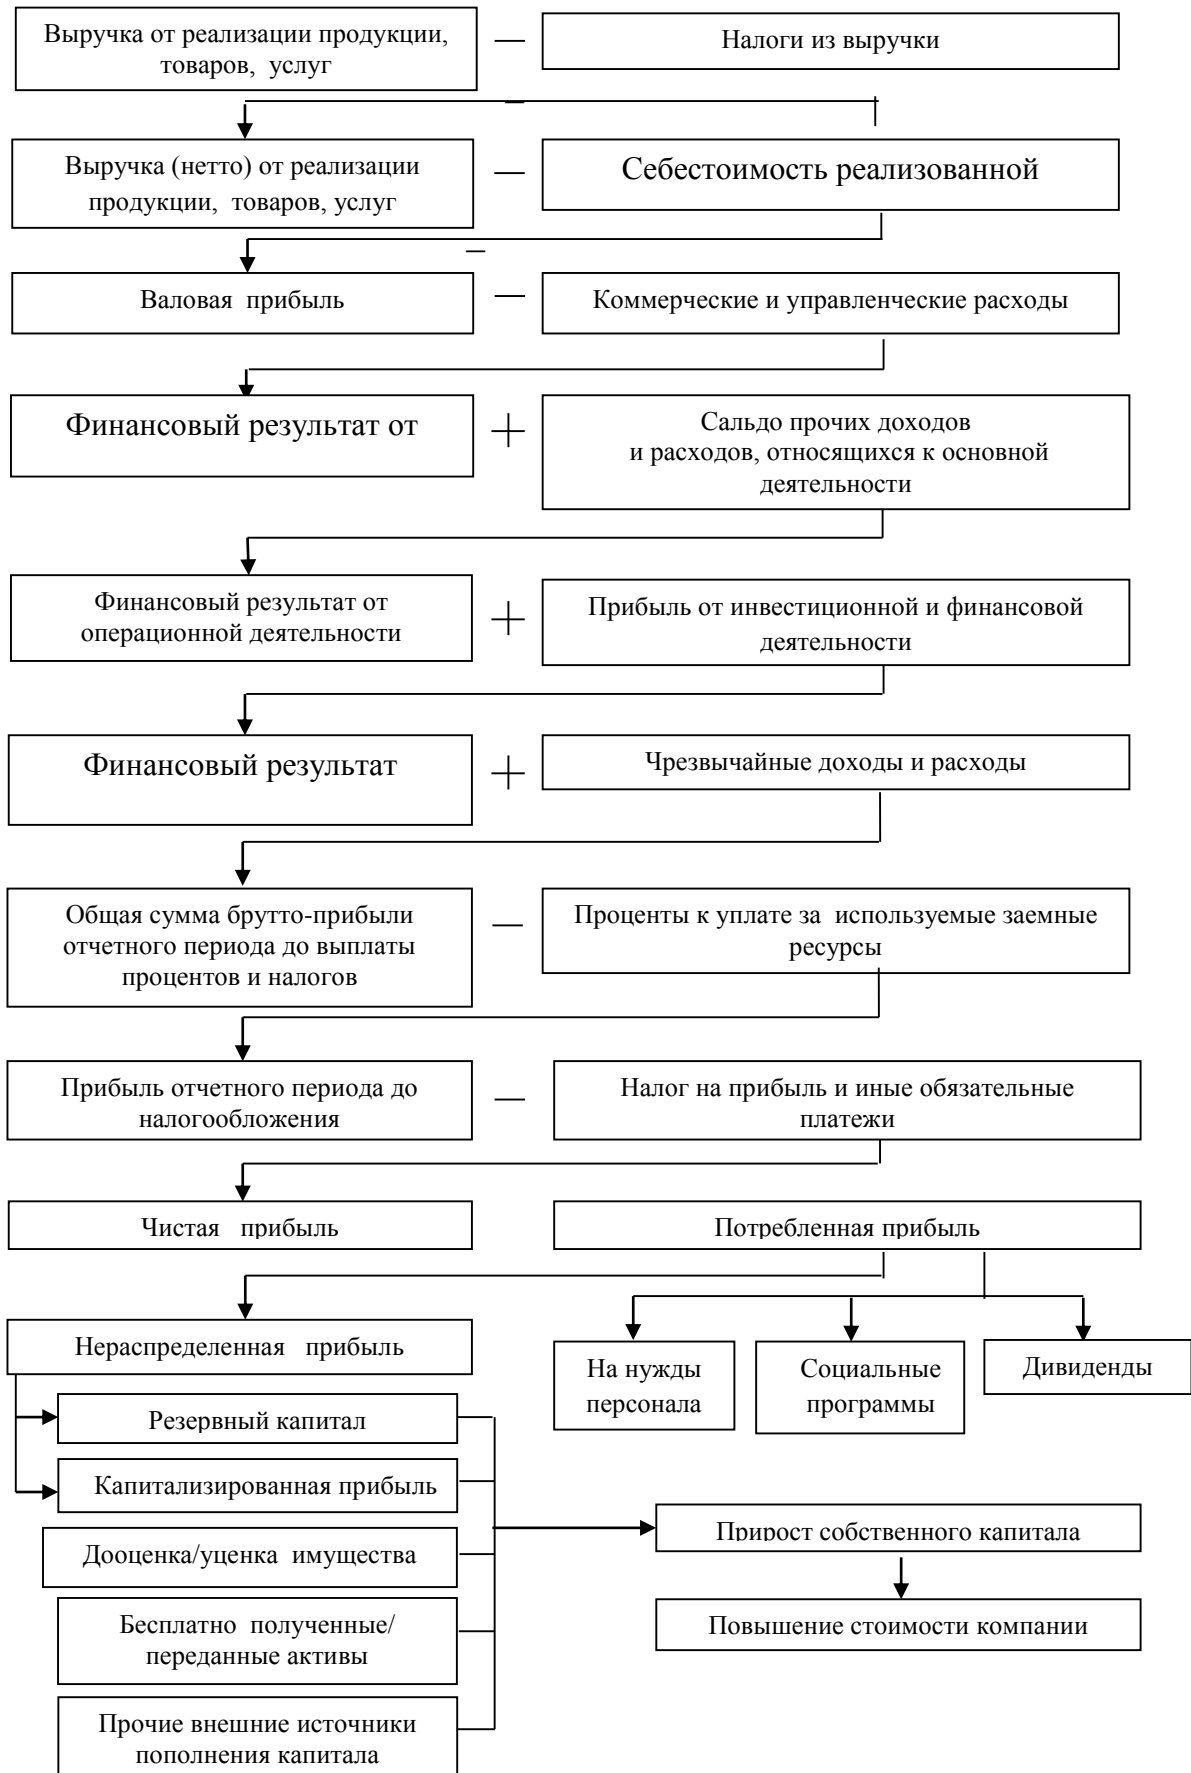 Выручка от реализации продукции,
товаров, услуг
—
Налоги из выручки
Выручка (нетто) от реализации
продукции, товаров, услуг
—
Себестоимость реализованной
Валовая прибыль
—
Коммерческие и управленческие расходы
Финансовый результат от
+
Сальдо прочих доходов
и расходов, относящихся к основной
деятельности
Финансовый результат от
операционной деятельности
+
Прибыль от инвестиционной и финансовой
деятельности
Финансовый результат
+
Чрезвычайные доходы и расходы
Общая сумма брутто-прибыли
отчетного периода до выплаты
процентов и налогов
—
Проценты к уплате за используемые заемные
ресурсы
Прибыль отчетного периода до
налогообложения
—
Налог на прибыль и иные обязательные
платежи
Чистая прибыль
Потребленная прибыль
Нераспределенная прибыль
На нужды
персонала
Социальные
программы
Дивиденды
Резервный капитал
Капитализированная прибыль
Дооценка/уценка имущества
Бесплатно полученные/
переданные активы
Прочие внешние источники
пополнения капитала
Прирост собственного капитала
Повышение стоимости компании